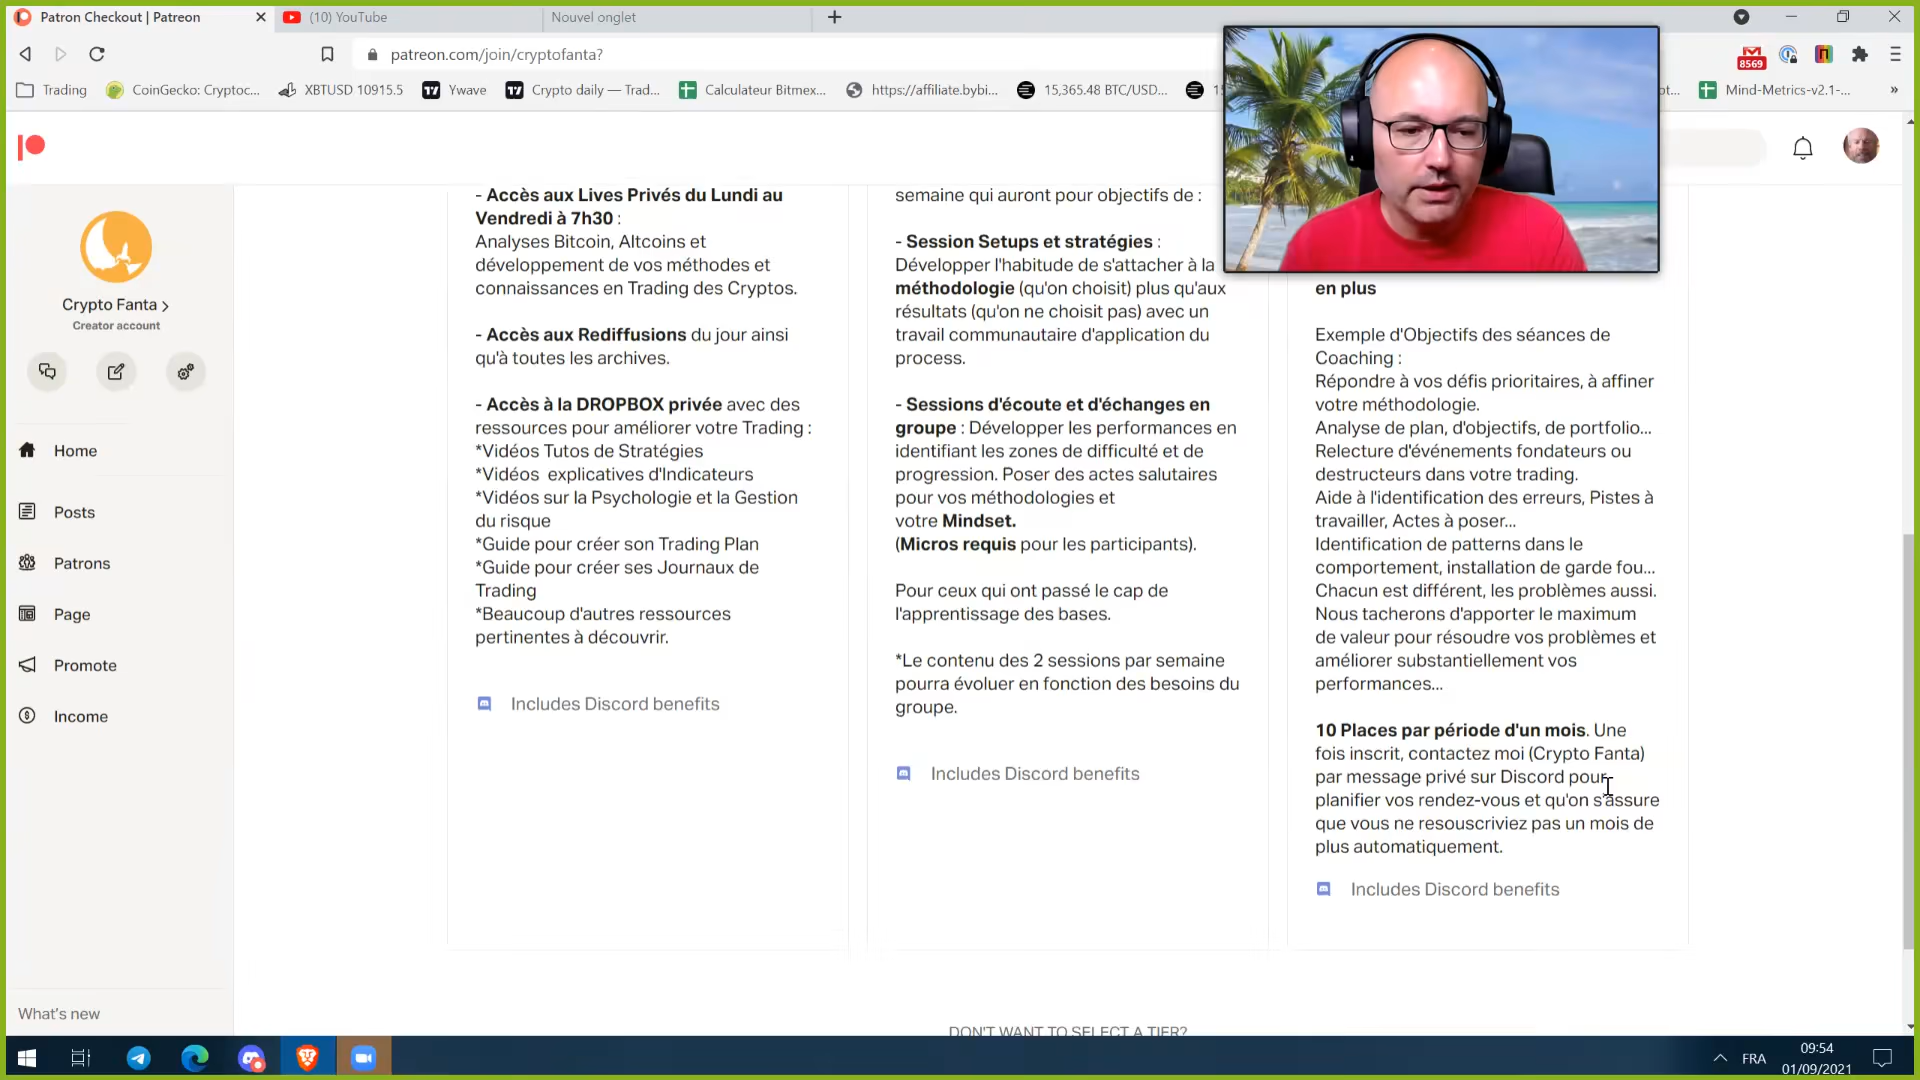 Patron Checkout | Patreon
(10) YouTube
Nouvel onglet
patreon.com/join/cryptofanta?
8569
Trading
CoinGecko: Cryptoc...
XBTUSD 10915.5
Ywave
Crypto daily — Trad...
Calculateur Bitmex...
https://affiliate.bybi...
15,365.48 BTC/USD...
Mind-Metrics-v2.1-...
»
Crypto Fanta >
Creator account
Home
Posts
Patrons
Page
Promote
Income
What's new
- Accès aux Lives Privés du Lundi au
Vendredi à 7h30 :
Analyses Bitcoin, Altcoins et
développement de vos méthodes et
connaissances en Trading des Cryptos.
- Accès aux Rediffusions du jour ainsi
qu'à toutes les archives.
- Accès à la DROPBOX privée avec des
ressources pour améliorer votre Trading :
*Vidéos Tutos de Stratégies
*Vidéos explicatives d'Indicateurs
*Vidéos sur la Psychologie et la Gestion
du risque
*Guide pour créer son Trading Plan
*Guide pour créer ses Journaux de
Trading
*Beaucoup d'autres ressources
pertinentes à découvrir.
Includes Discord benefits
semaine qui auront pour objectifs de :
- Session Setups et stratégies :
Développer l'habitude de s'attacher à la
méthodologie (qu'on choisit) plus qu'aux
résultats (qu'on ne choisit pas) avec un
travail communautaire d'application du
process.
- Sessions d'écoute et d'échanges en
groupe : Développer les performances en
identifiant les zones de difficulté et de
progression. Poser des actes salutaires
pour vos méthodologies et
votre Mindset.
(Micros requis pour les participants).
Pour ceux qui ont passé le cap de
l'apprentissage des bases.
*Le contenu des 2 sessions par semaine
pourra évoluer en fonction des besoins du
groupe.
Includes Discord benefits
en plus
Exemple d'Objectifs des séances de
Coaching :
Répondre à vos défis prioritaires, à affiner
votre méthodologie.
Analyse de plan, d'objectifs, de portfolio...
Relecture d'événements fondateurs ou
destructeurs dans votre trading.
Aide à l'identification des erreurs, Pistes à
travailler, Actes à poser...
Identification de patterns dans le
comportement, installation de garde fou...
Chacun est différent, les problèmes aussi.
Nous tacherons d'apporter le maximum
de valeur pour résoudre vos problèmes et
améliorer substantiellement vos
performances...
10 Places par période d'un mois. Une
fois inscrit, contactez moi (Crypto Fanta)
par message privé sur Discord pour
planifier vos rendez-vous et qu'on s'assure
que vous ne resouscriviez pas un mois de
plus automatiquement.
Includes Discord benefits
DON'T WANT TO SELECT A TIER?
FRA
09:54
01/09/2021